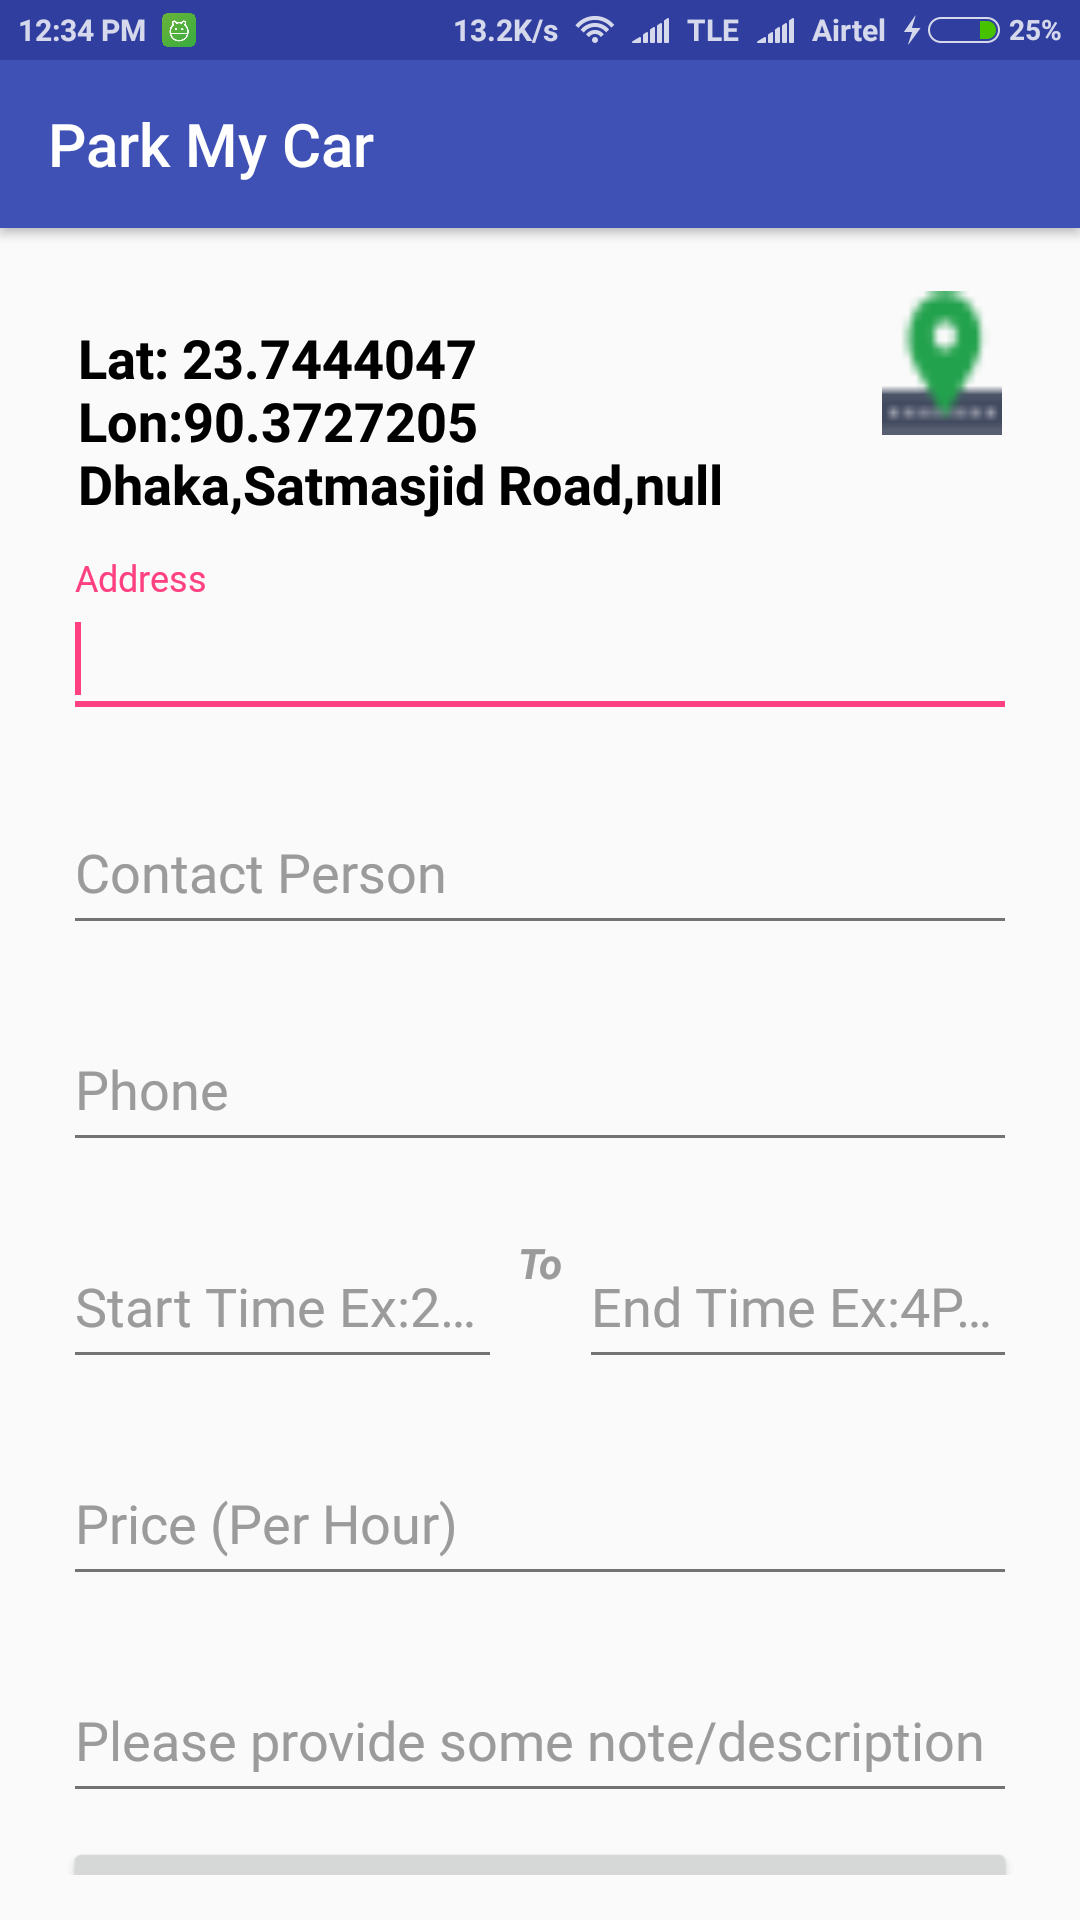 12:34 PM 13.2K/s TLE Airtel 25%
Park My Car
Lat: 23.7444047
Lon:90.3727205
Dhaka,Satmasjid Road,null
Address
Contact Person
Phone
To
Start Time Ex:2... End Time Ex:4P...
Price (Per Hour)
Please provide some note/description